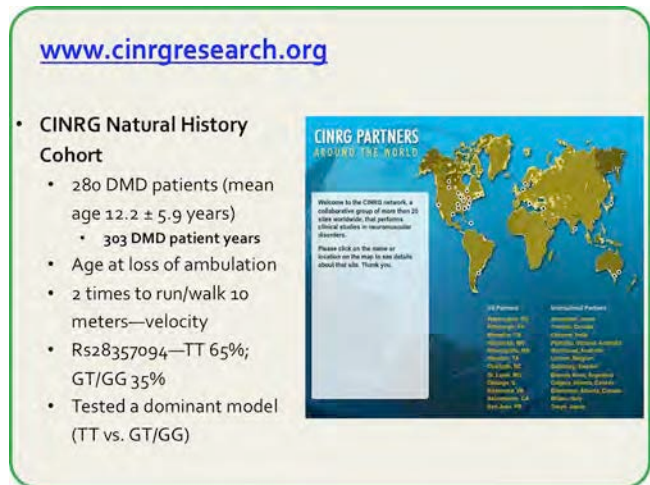 www.cinrgresearch.org
• CINRG Natural History
Cohort
• 280 DMD patients (mean
age 12.2 ± 5.9 years)
• 303 DMD patient years
• Age at loss of ambulation
• 2 times to run/walk 10
meters—velocity
• Rs28357094—TT 65%;
GT/GG 35%
• Tested a dominant model
(TT vs. GT/GG)
CINRG PARTNERS
AROUND THE WORLD
Welcome to the CINRG network, a
collaborative group of more than 20
sites worldwide, that performs
clinical studies in neuromuscular
disorders.
Please click on the name or
location on the map to see details
about that site. Thank you.
US Partners
International Partners